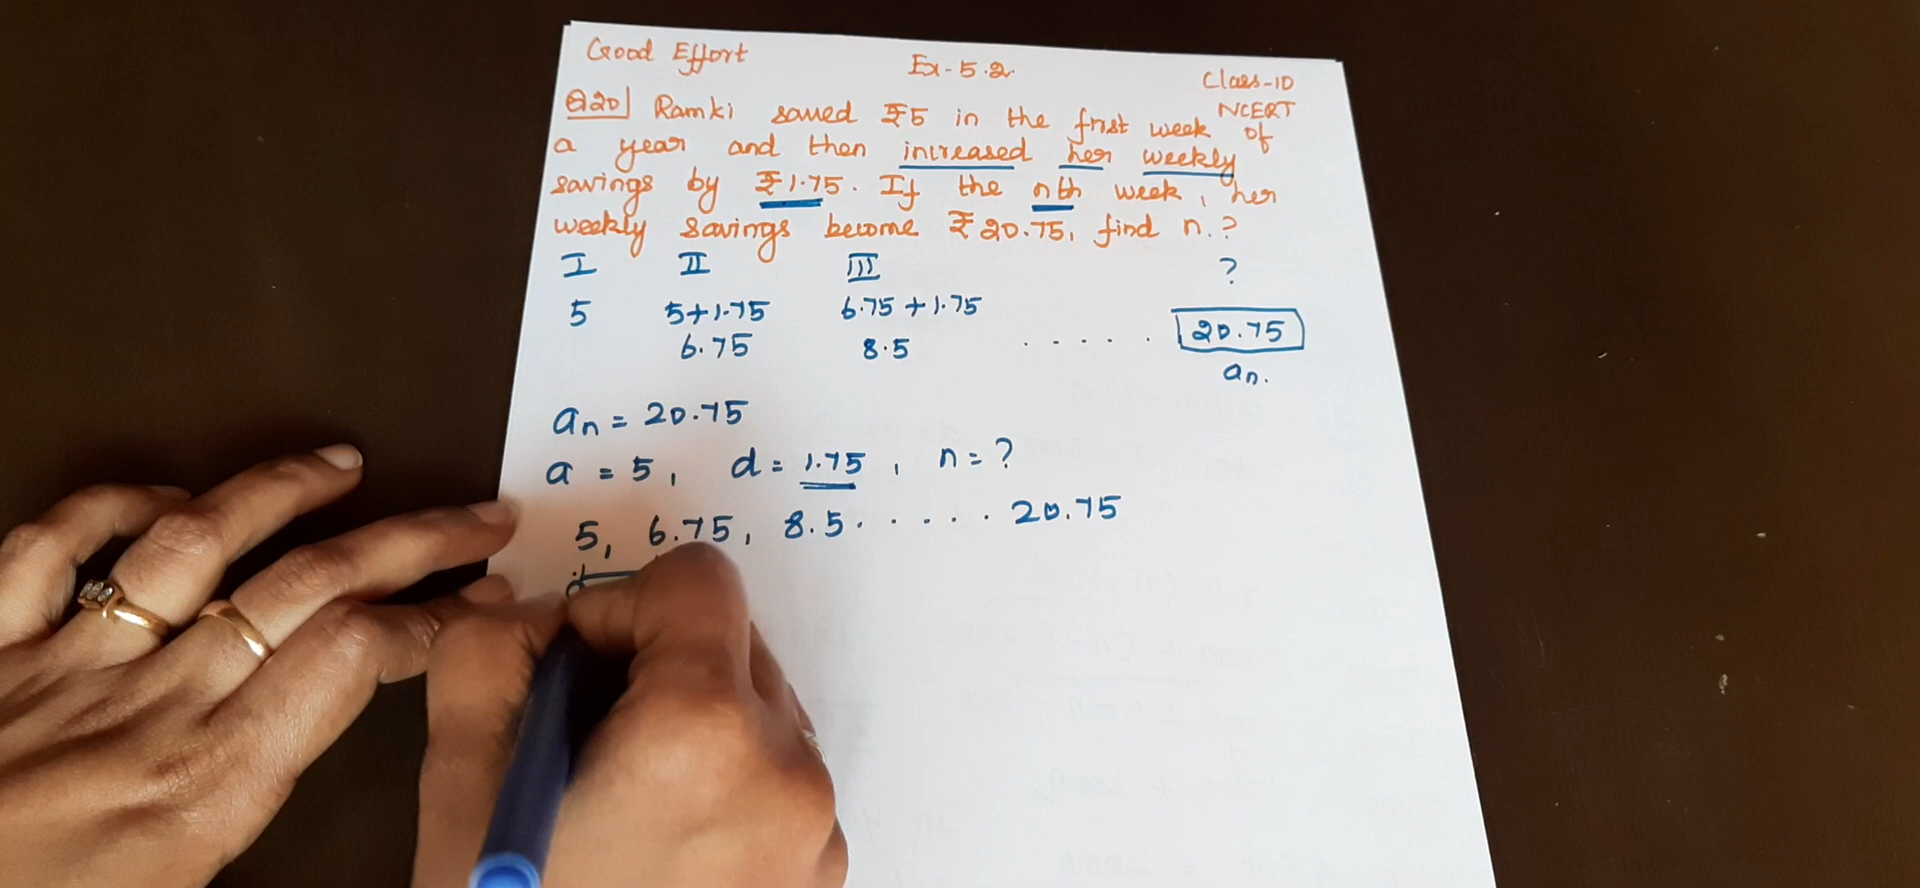 Good Effort Ex-5.2. Class-10
NCERT
Q20] Ramki saved ₹5 in the first week of
a year and then increased her weekly
savings by ₹1.75. If the nth week, her
weekly savings become ₹20.75, find n.?
I II III ?
5 5+1.75 6.75+1.75
6.75 8.5 ..... 20.75
an.
an = 20.75
a = 5, d = 1.75, n = ?
5, 6.75, 8.5..... 20.75